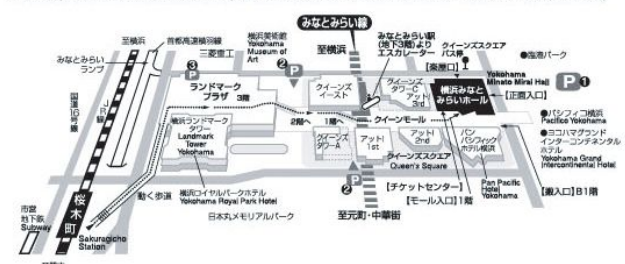 みなとみらい線
至横浜
首都高速横羽線
三菱重工
横浜美術館
Yokohama
Museum of
Art
至横浜
みなとみらい駅
(地下3階)より
エスカレーター
クイーンズスクエア
バス停
●臨港パーク
みなとみらい
ランプ
3
P
2
P
ランドマーク
プラザ 3階
クイーンズ
イースト
クイーンズ
タワーC
アット!
3rd
【楽屋口】
Yokohama
Minato Mirai Hall
P 1
横浜みなと
みらいホール
【正面入口】
国道16号線
JR線
2階へ
1階へ
クイーンモール
●パシフィコ横浜
Pacifico Yokohama
横浜ランドマーク
タワー
Landmark
Tower
Yokohama
クイーンズ
タワーA
アット!
1st
アット!
2nd
パン
パシフィック
ホテル横浜
●ヨコハマグランド
インターコンチネンタル
ホテル
Yokohama Grand
Intercontinental Hotel
クイーンズスクエア
Queen's Square
動く歩道
横浜ロイヤルパークホテル
Yokohama Royal Park Hotel
2
P
【チケットセンター】
【モール入口】1階
Pan Pacific
Hotel
Yokohama
【搬入口】B1階
市営
地下鉄
Subway
桜木町
Sakuragicho
Station
日本丸メモリアルパーク
至元町・中華街